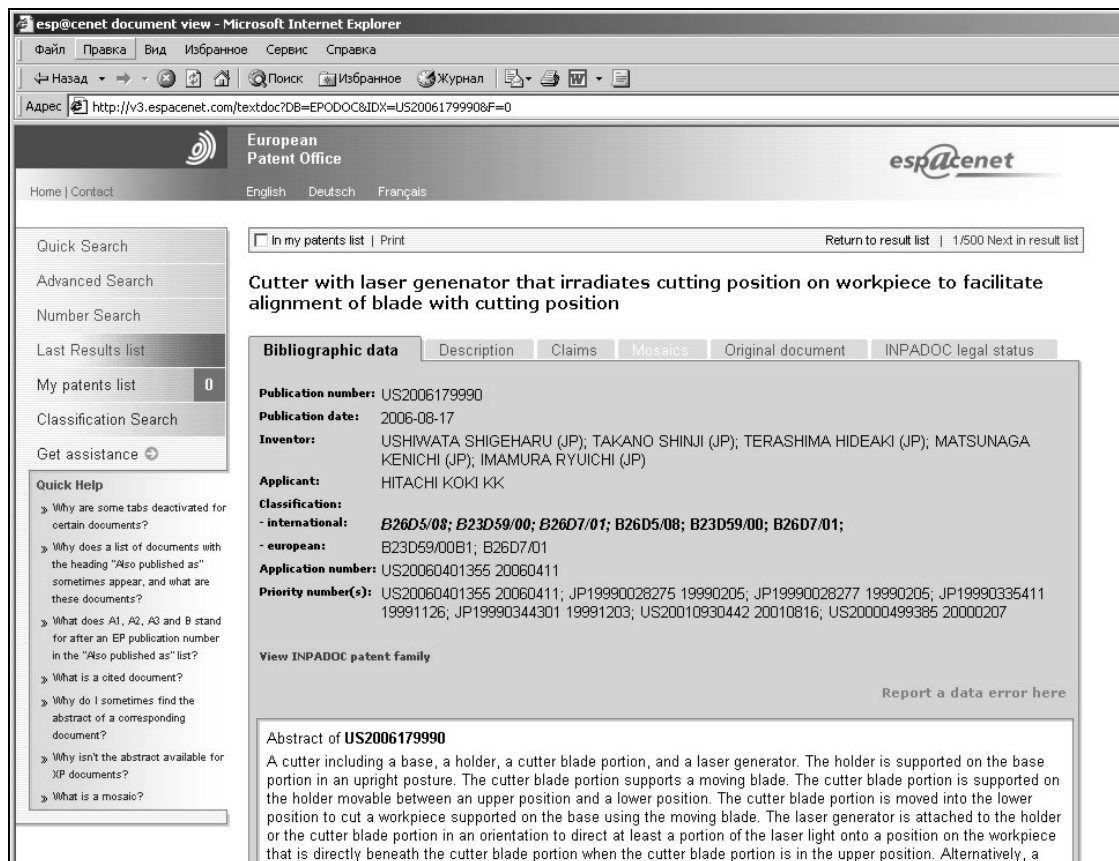 esp@cenet document view - Microsoft Internet Explorer
Файл Правка Вид Избранное Сервис Справка
Назад Поиск Избранное Журнал
Адрес http://v3.espacenet.com/textdoc?DB=EPODOC&IDX=US2006179990&F=0
European
Patent Office
esp@cenet
Home | Contact
English Deutsch Français
In my patents list | Print
Return to result list | 1/500 Next in result list
Quick Search
Advanced Search
Number Search
Last Results list
My patents list 0
Classification Search
Get assistance
Quick Help
» Why are some tabs deactivated for
certain documents?
» Why does a list of documents with
the heading "Also published as"
sometimes appear, and what are
these documents?
» What does A1, A2, A3 and B stand
for after an EP publication number
in the "Also published as" list?
» What is a cited document?
» Why do I sometimes find the
abstract of a corresponding
document?
» Why isn't the abstract available for
XP documents?
» What is a mosaic?
Cutter with laser genenator that irradiates cutting position on workpiece to facilitate
alignment of blade with cutting position
Bibliographic data Description Claims Mosaics Original document INPADOC legal status
Publication number: US2006179990
Publication date: 2006-08-17
Inventor: USHIWATA SHIGEHARU (JP); TAKANO SHINJI (JP); TERASHIMA HIDEAKI (JP); MATSUNAGA
KENICHI (JP); IMAMURA RYUICHI (JP)
Applicant: HITACHI KOKI KK
Classification:
- international: B26D5/08; B23D59/00; B26D7/01; B26D5/08; B23D59/00; B26D7/01;
- european: B23D59/00B1; B26D7/01
Application number: US20060401355 20060411
Priority number(s): US20060401355 20060411; JP19990028275 19990205; JP19990028277 19990205; JP19990335411
19991126; JP19990344301 19991203; US20010930442 20010816; US20000499385 20000207
View INPADOC patent family
Report a data error here
Abstract of US2006179990
A cutter including a base, a holder, a cutter blade portion, and a laser generator. The holder is supported on the base
portion in an upright posture. The cutter blade portion supports a moving blade. The cutter blade portion is supported on
the holder movable between an upper position and a lower position. The cutter blade portion is moved into the lower
position to cut a workpiece supported on the base using the moving blade. The laser generator is attached to the holder
or the cutter blade portion in an orientation to direct at least a portion of the laser light onto a position on the workpiece
that is directly beneath the cutter blade portion when the cutter blade portion is in the upper position. Alternatively, a